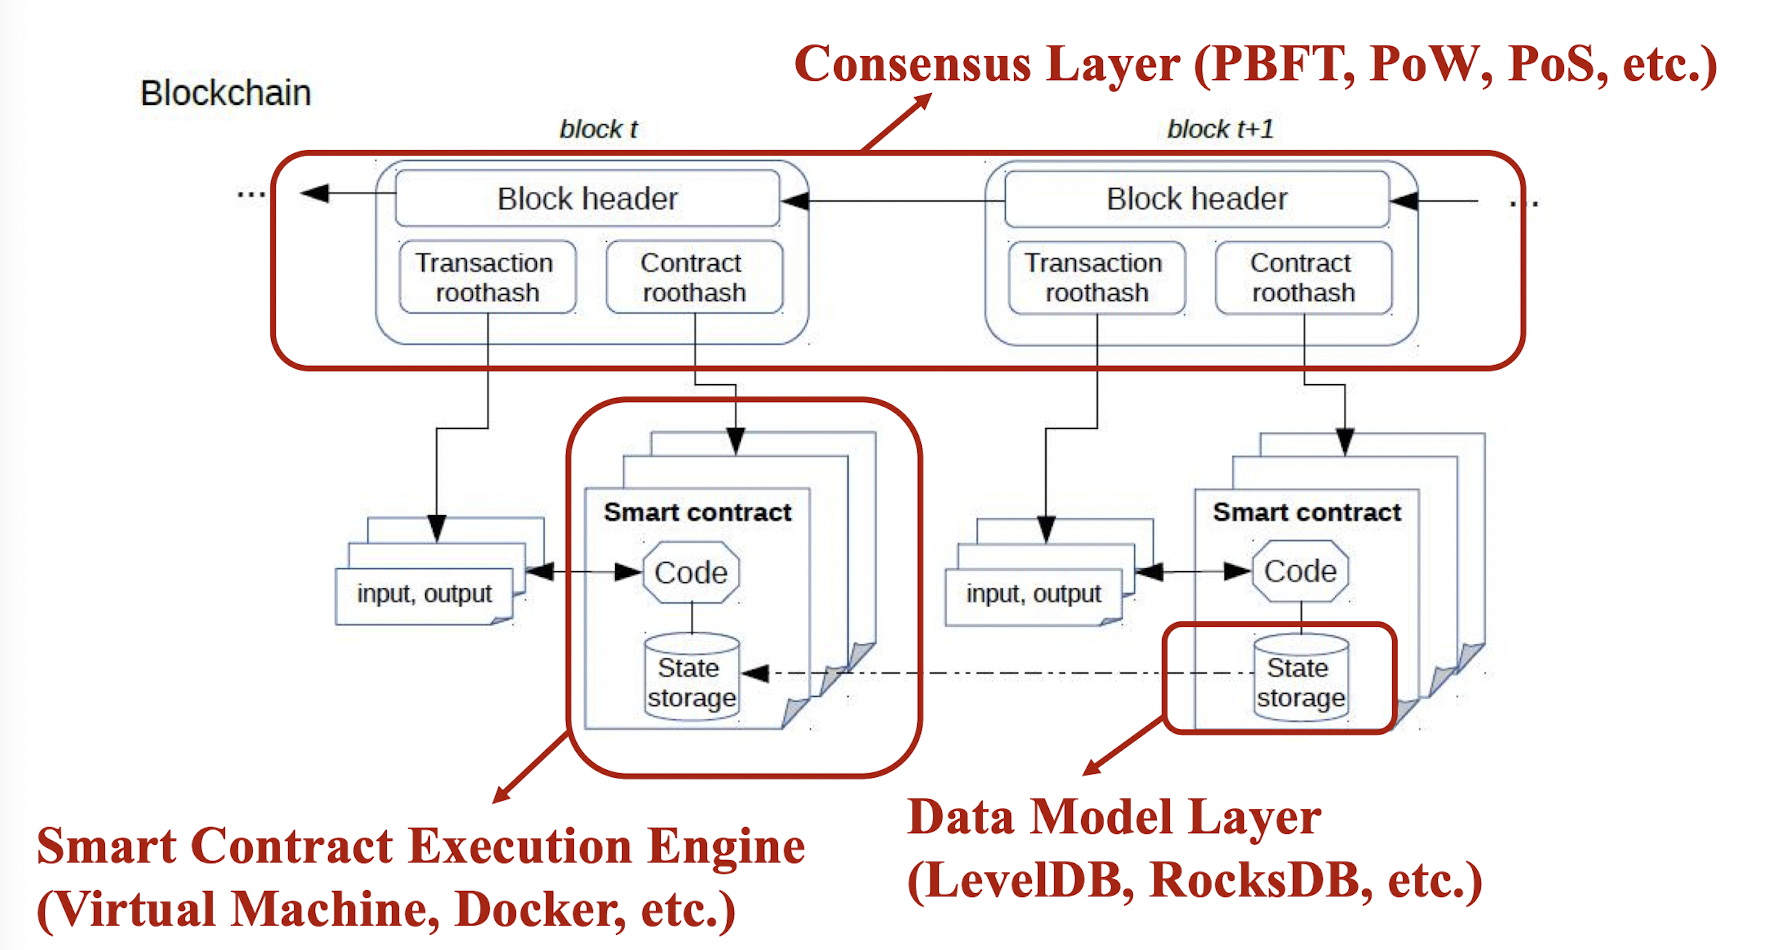 Consensus Layer (PBFT, PoW, PoS, etc.)
Blockchain
block t
block t+1
...
Block header
Block header
...
Transaction
roothash
Contract
roothash
Transaction
roothash
Contract
roothash
Smart contract
Code
input, output
State
storage
Smart contract
Code
input, output
State
storage
Smart Contract Execution Engine
(Virtual Machine, Docker, etc.)
Data Model Layer
(LevelDB, RocksDB, etc.)